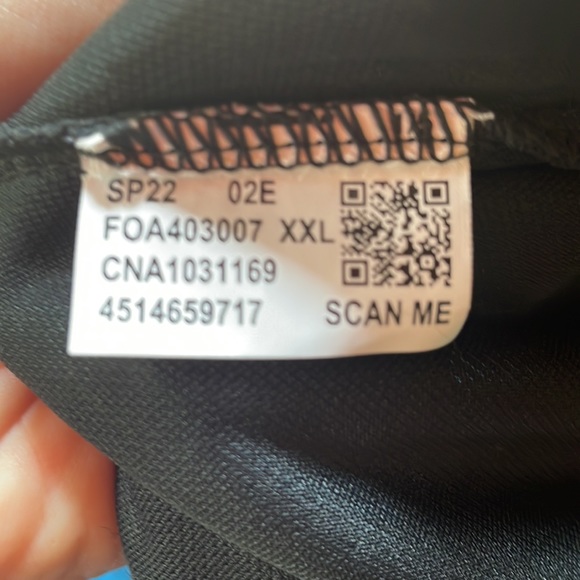 SP22 02E
FOA403007 XXL
CNA1031169
4514659717 SCAN ME